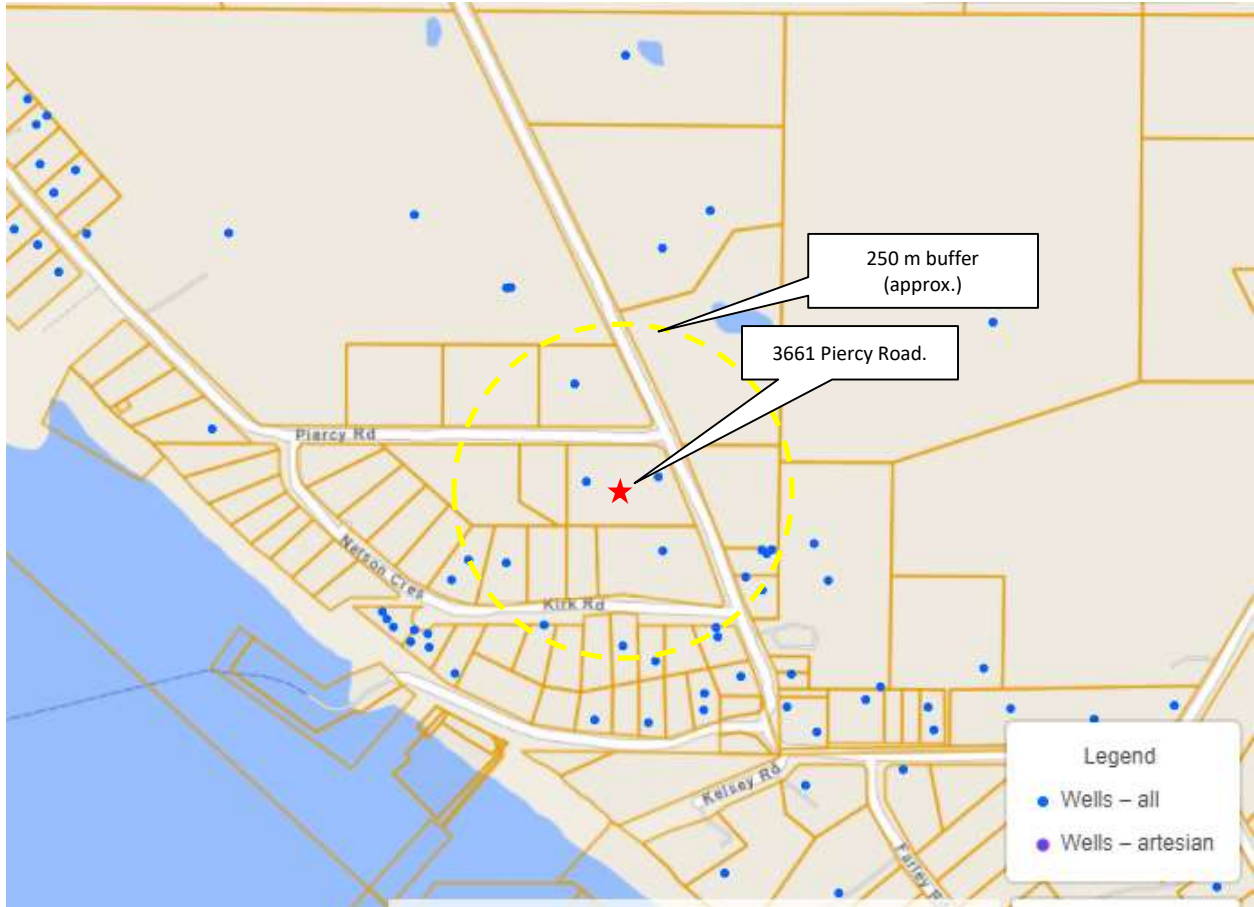 250 m buffer
(approx.)
3661 Piercy Road.
Piercy Rd
Nelson Cres
Kirk Rd
Kelsey Rd
Farley R
Legend
Wells – all
Wells – artesian